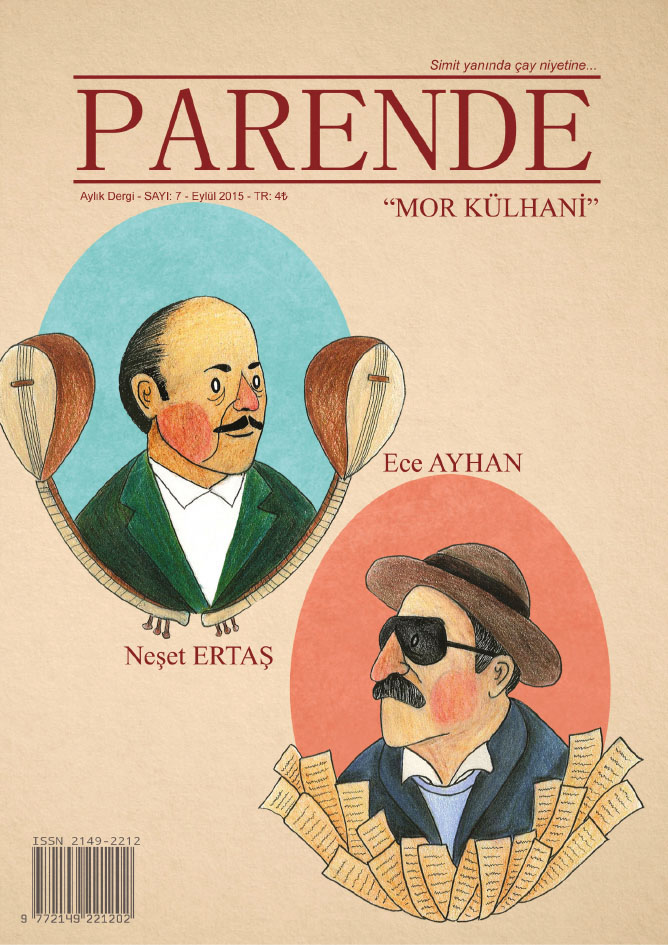 Simit yanında çay niyetine...
PARENDE
Aylık Dergi - SAYI: 7 - Eylül 2015 - TR: 4₺
“MOR KÜLHANİ”
Ece AYHAN
Neşet ERTAŞ
ISSN 2149-2212
9 772149 221202